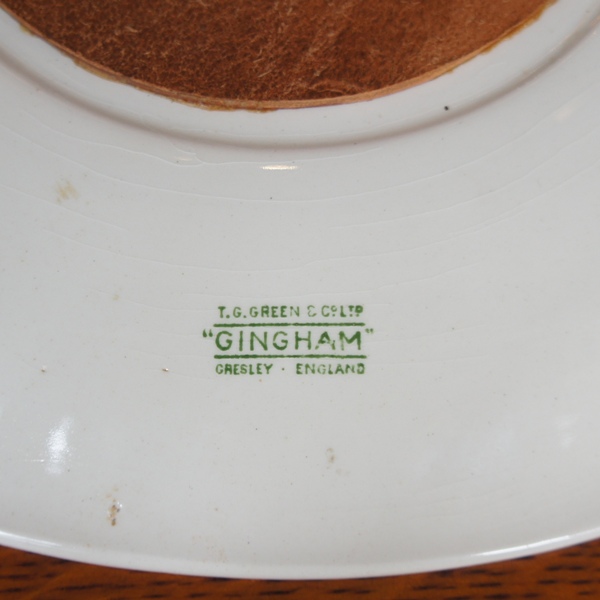 T.G.GREEN & Cº LTD
"GINGHAM"
GRESLEY · ENGLAND